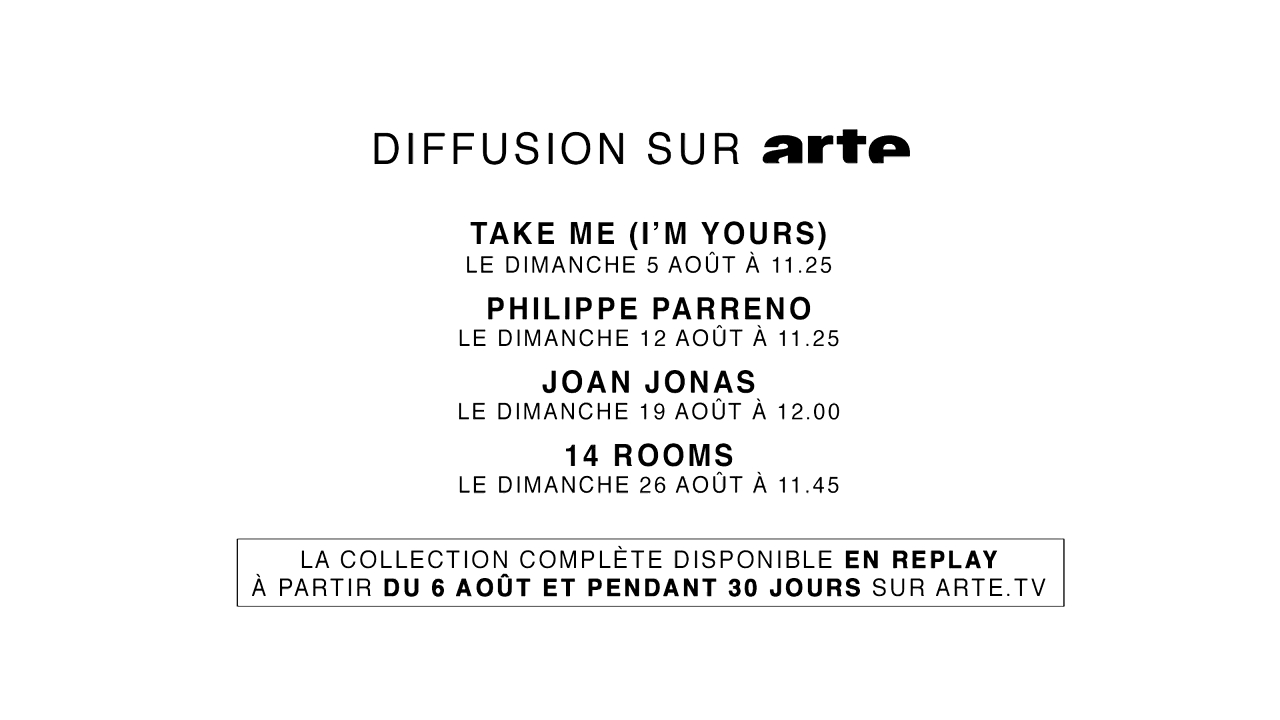 DIFFUSION SUR arte
TAKE ME (I’M YOURS)
LE DIMANCHE 5 AOÛT À 11.25
PHILIPPE PARRENO
LE DIMANCHE 12 AOÛT À 11.25
JOAN JONAS
LE DIMANCHE 19 AOÛT À 12.00
14 ROOMS
LE DIMANCHE 26 AOÛT À 11.45
LA COLLECTION COMPLÈTE DISPONIBLE EN REPLAY
À PARTIR DU 6 AOÛT ET PENDANT 30 JOURS SUR ARTE.TV